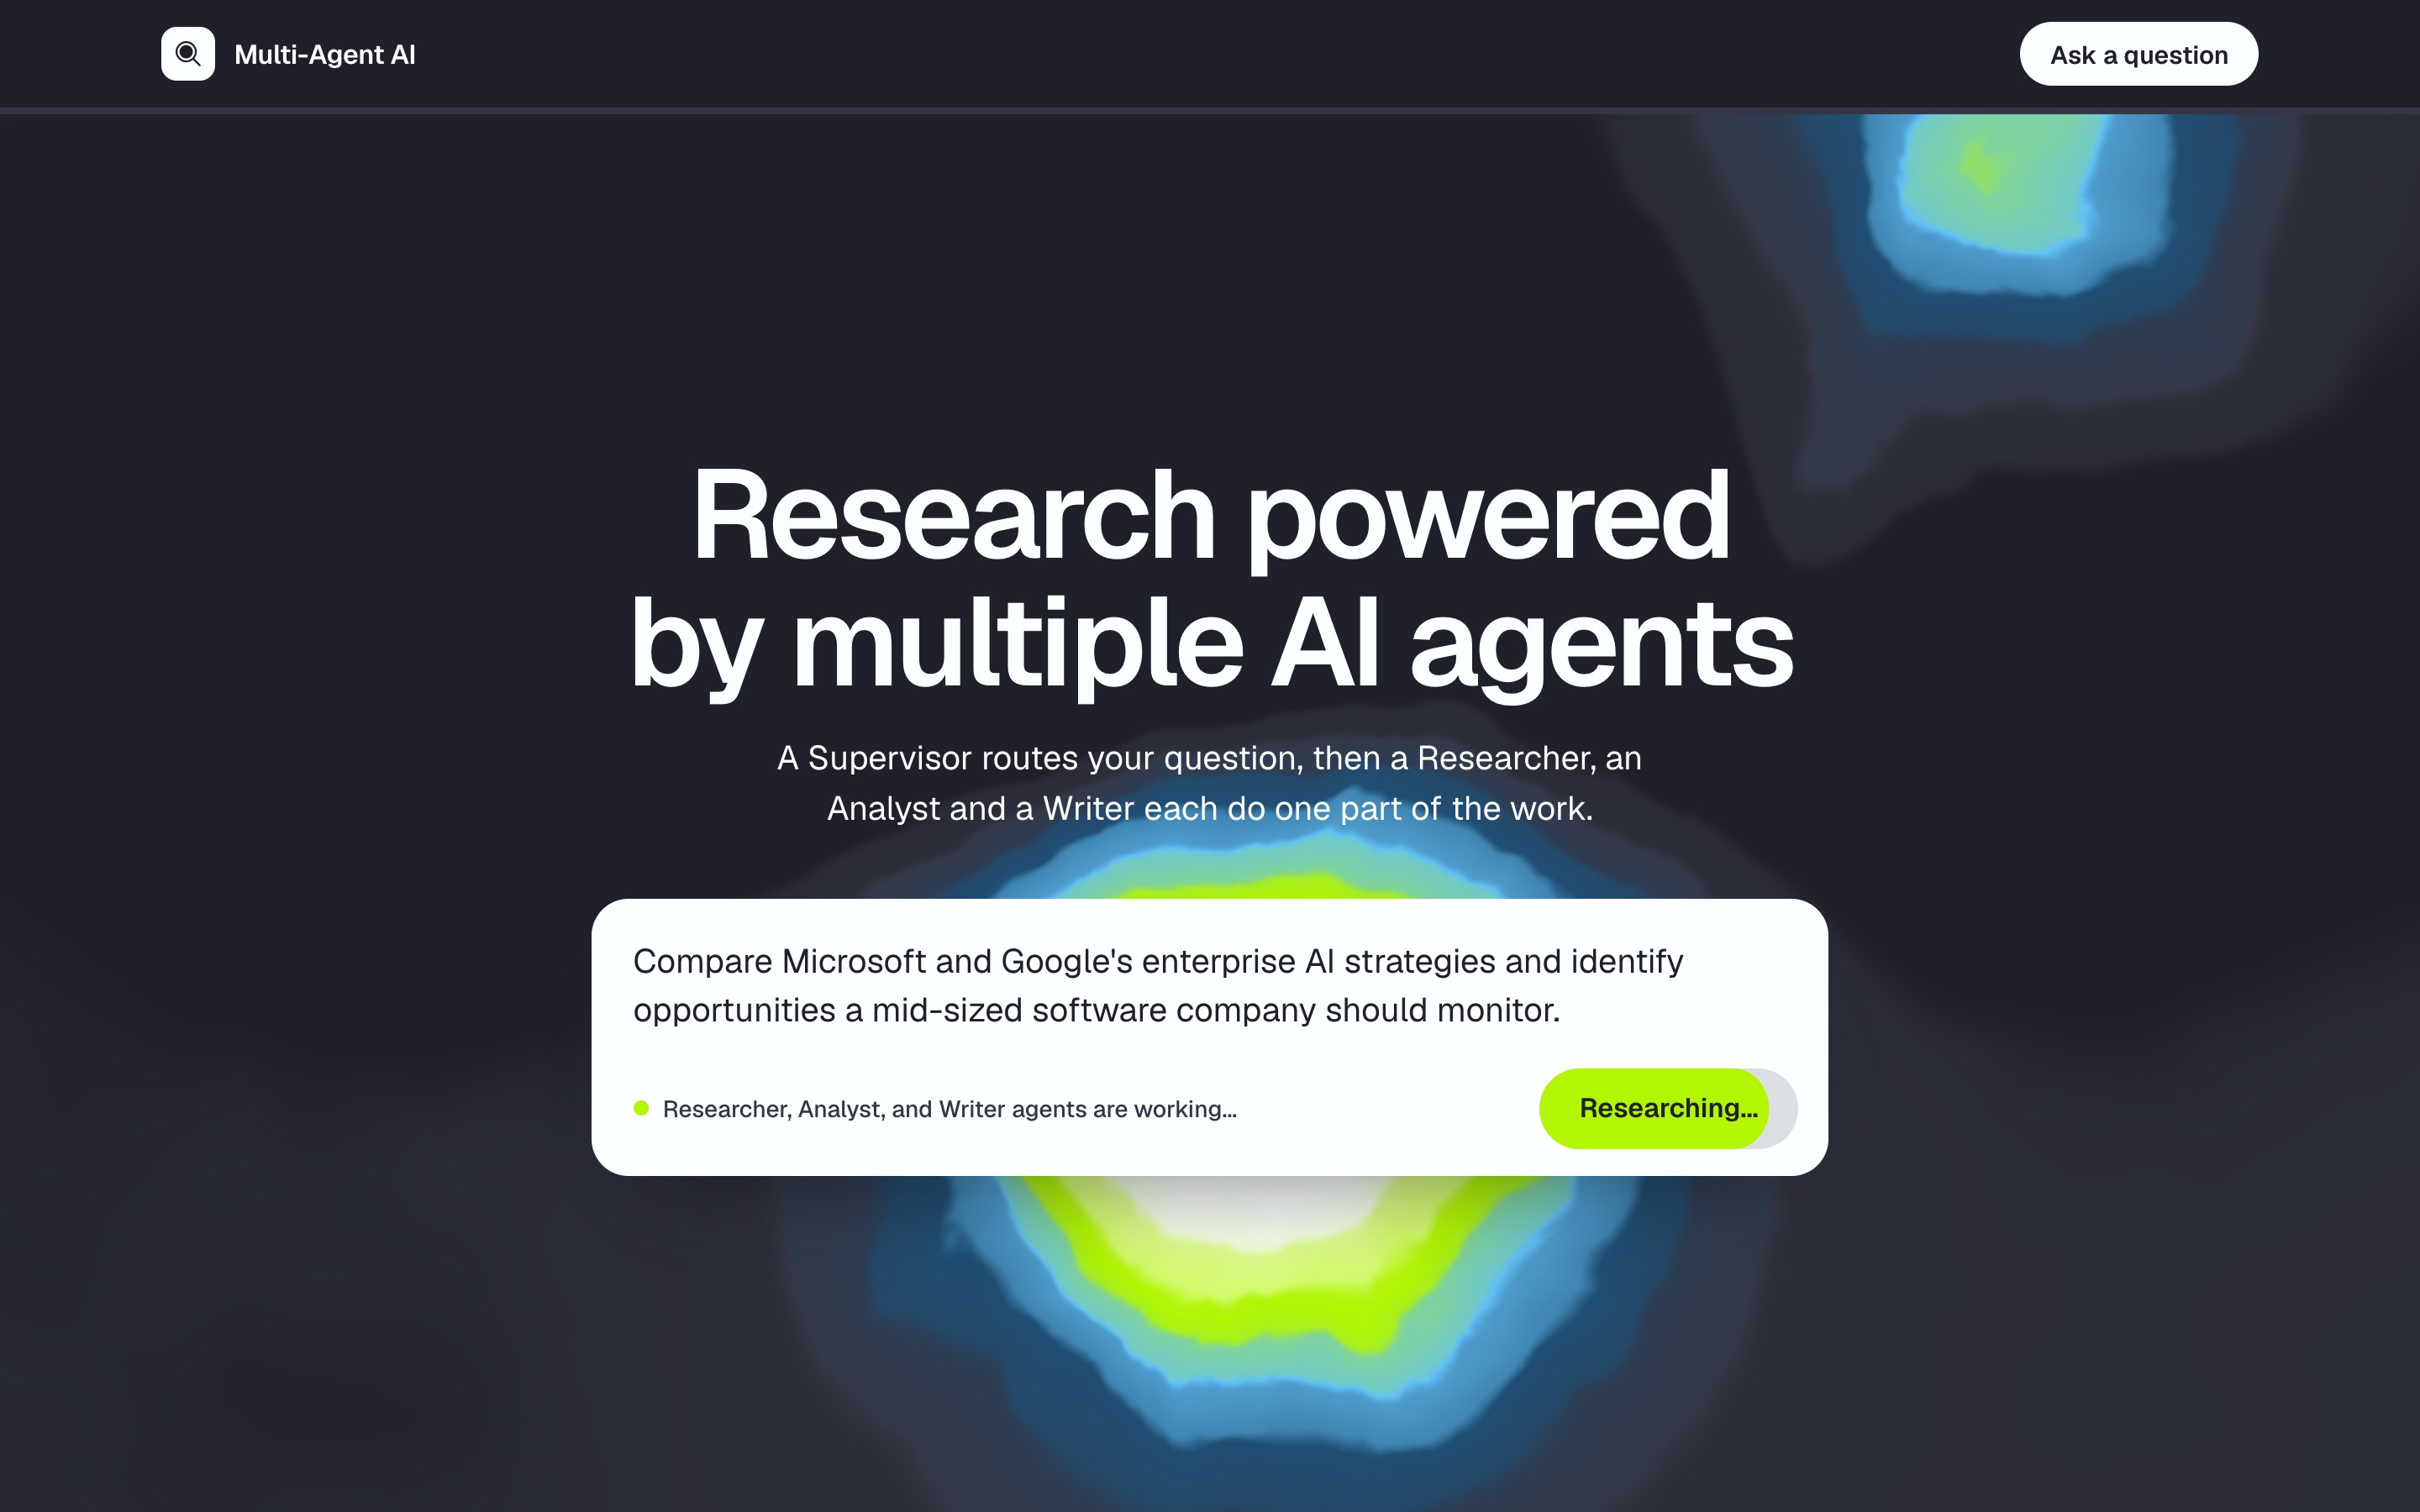 Multi-Agent AI
Ask a question
Research powered
by multiple AI agents
A Supervisor routes your question, then a Researcher, an
Analyst and a Writer each do one part of the work.
Compare Microsoft and Google's enterprise AI strategies and identify
opportunities a mid-sized software company should monitor.
Researcher, Analyst, and Writer agents are working...
Researching...